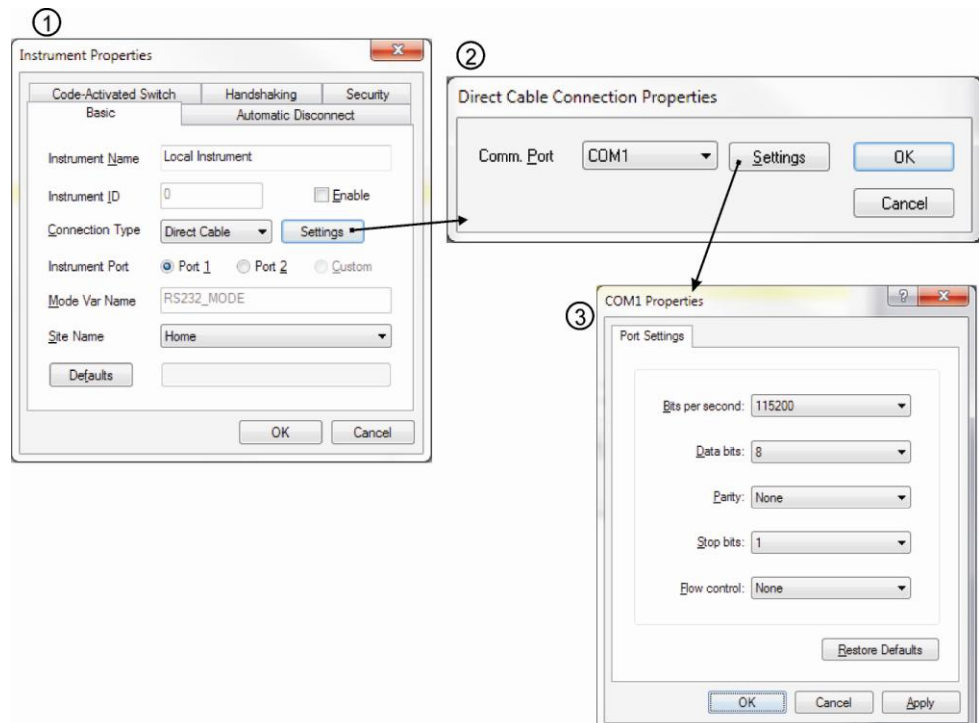 1
Instrument Properties
Code-Activated Switch Handshaking Security
Basic Automatic Disconnect
Instrument Name Local Instrument
Instrument ID 0 Enable
Connection Type Direct Cable Settings
Instrument Port Port 1 Port 2 Custom
Mode Var Name RS232_MODE
Site Name Home
Defaults
OK Cancel
2
Direct Cable Connection Properties
Comm. Port COM1 Settings OK
Cancel
3
COM1 Properties ? x
Port Settings
Bits per second: 115200
Data bits: 8
Parity: None
Stop bits: 1
Flow control: None
Restore Defaults
OK Cancel Apply